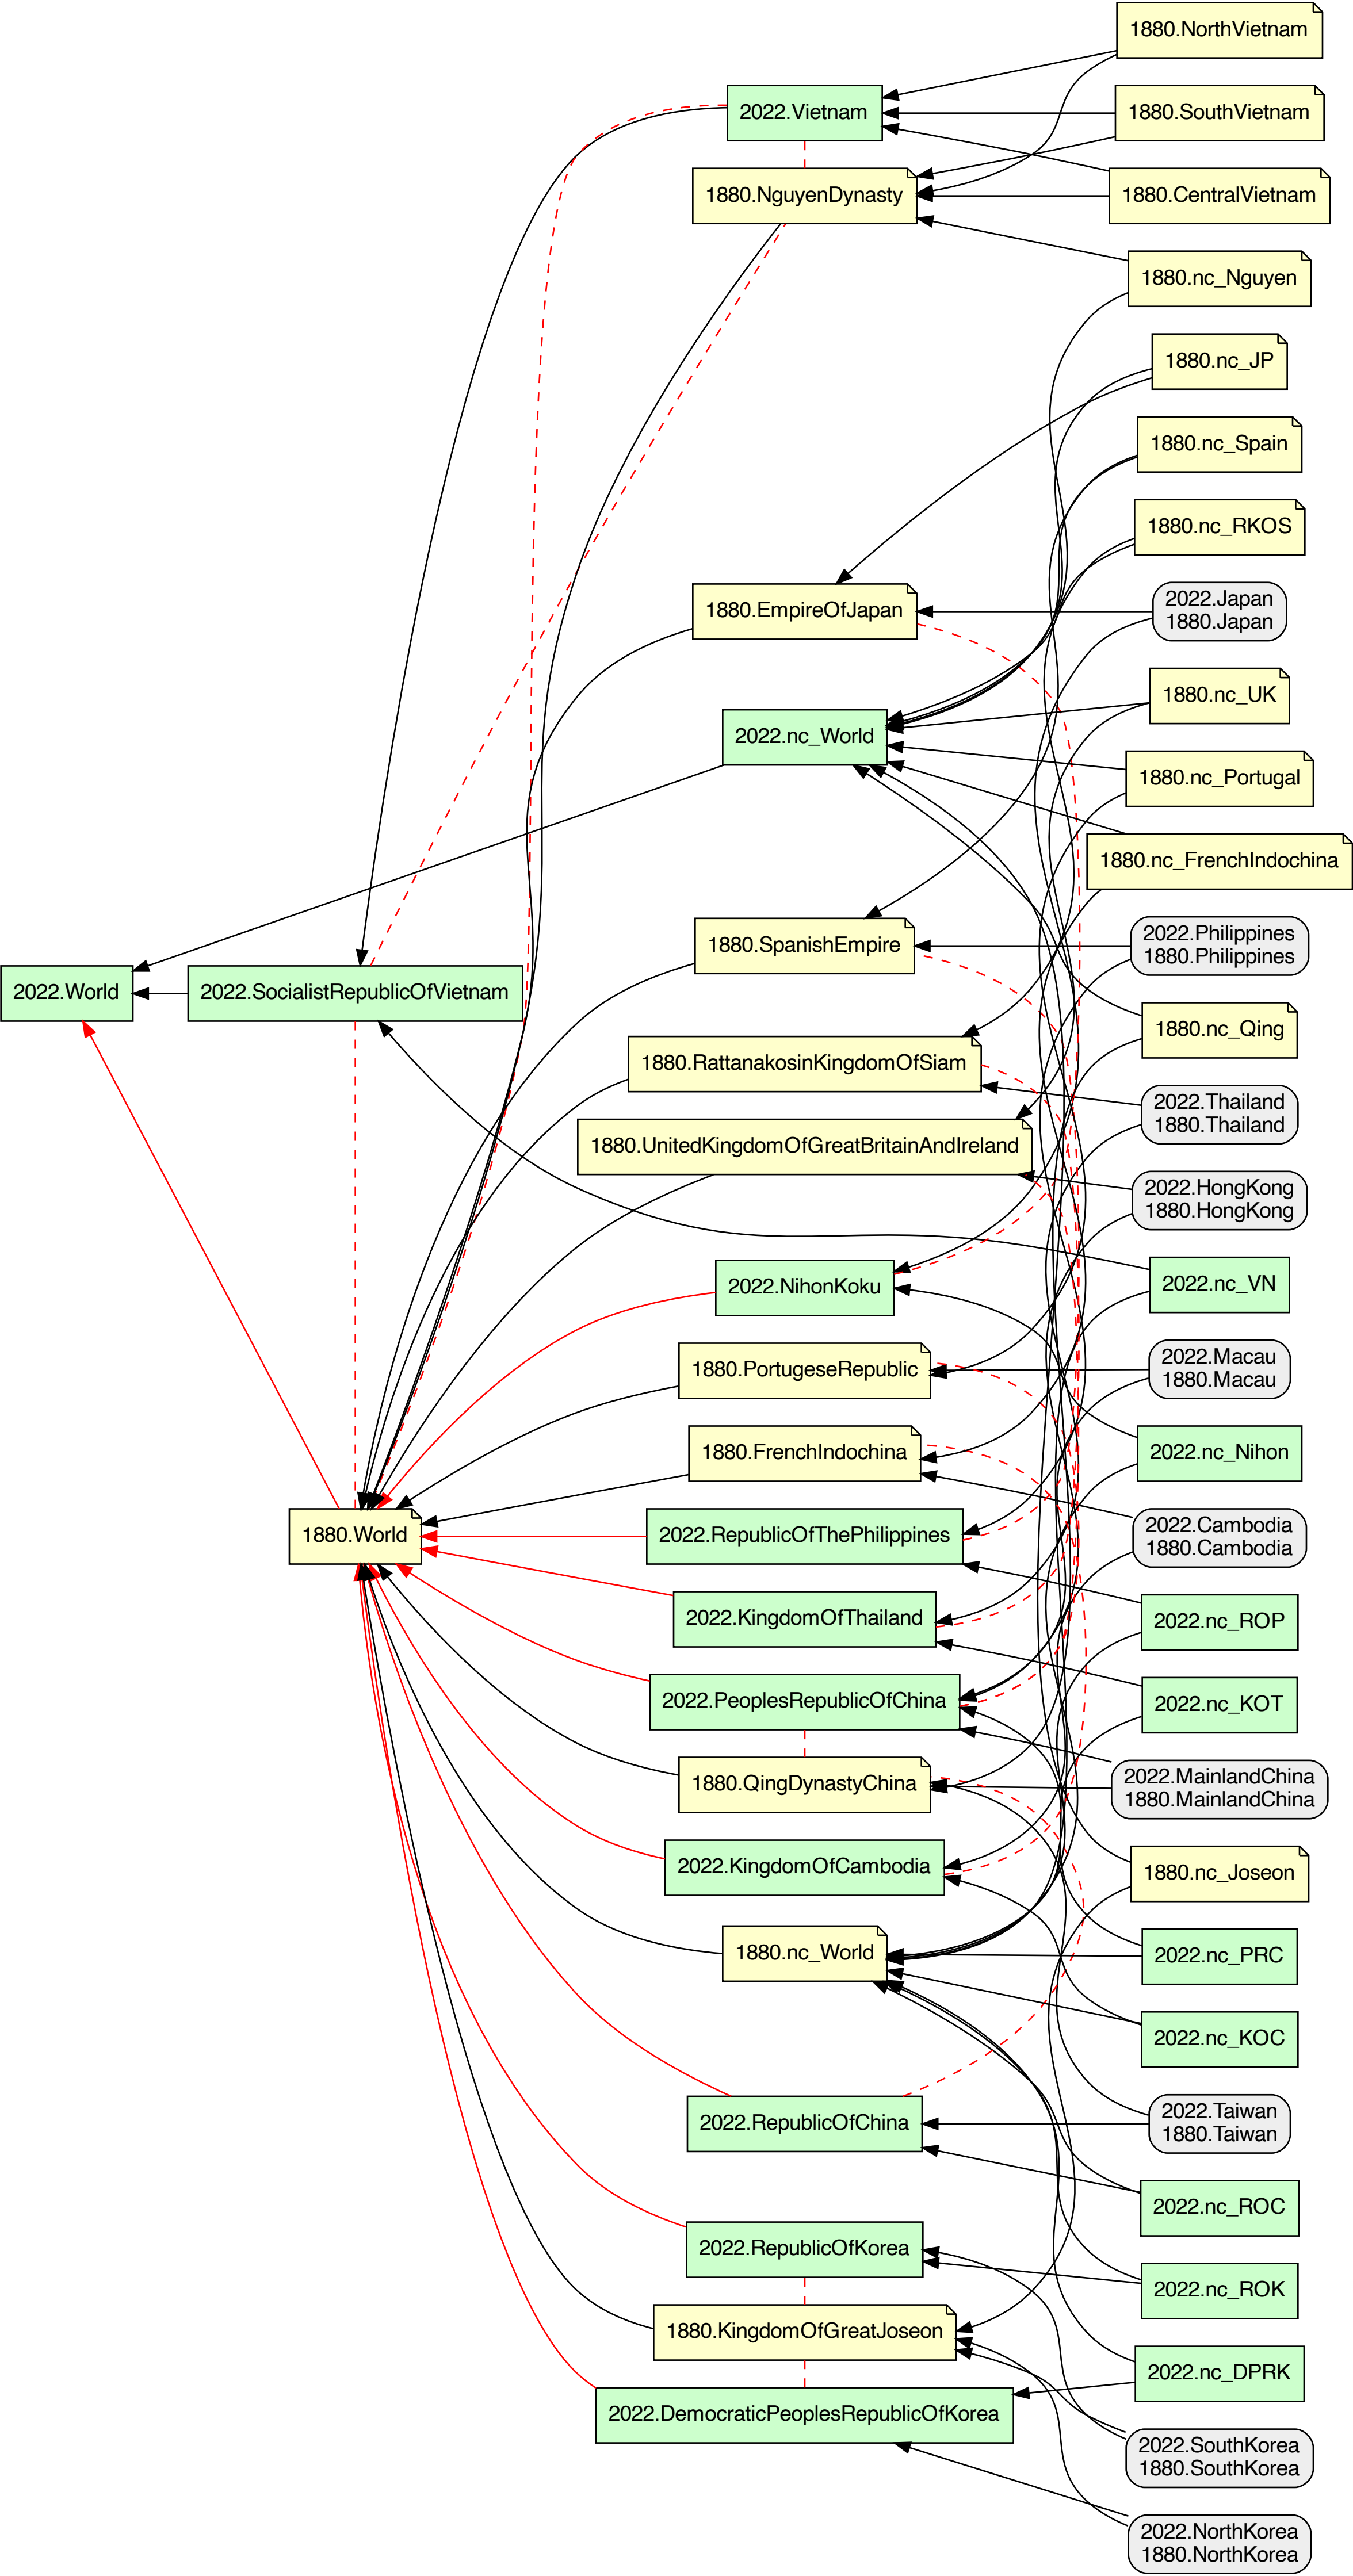 1880.NorthVietnam
2022.Vietnam
1880.SouthVietnam
1880.NguyenDynasty
1880.CentralVietnam
1880.nc_Nguyen
1880.nc_JP
1880.nc_Spain
1880.nc_RKOS
1880.EmpireOfJapan
2022.Japan
1880.Japan
1880.nc_UK
2022.nc_World
1880.nc_Portugal
1880.nc_FrenchIndochina
1880.SpanishEmpire
2022.Philippines
1880.Philippines
2022.World
2022.SocialistRepublicOfVietnam
1880.nc_Qing
1880.RattanakosinKingdomOfSiam
2022.Thailand
1880.Thailand
1880.UnitedKingdomOfGreatBritainAndIreland
2022.HongKong
1880.HongKong
2022.NihonKoku
2022.nc_VN
1880.PortugeseRepublic
2022.Macau
1880.Macau
1880.FrenchIndochina
2022.nc_Nihon
1880.World
2022.RepublicOfThePhilippines
2022.Cambodia
1880.Cambodia
2022.KingdomOfThailand
2022.nc_ROP
2022.PeoplesRepublicOfChina
2022.nc_KOT
1880.QingDynastyChina
2022.MainlandChina
1880.MainlandChina
2022.KingdomOfCambodia
1880.nc_Joseon
1880.nc_World
2022.nc_PRC
2022.nc_KOC
2022.RepublicOfChina
2022.Taiwan
1880.Taiwan
2022.nc_ROC
2022.RepublicOfKorea
2022.nc_ROK
1880.KingdomOfGreatJoseon
2022.nc_DPRK
2022.DemocraticPeoplesRepublicOfKorea
2022.SouthKorea
1880.SouthKorea
2022.NorthKorea
1880.NorthKorea